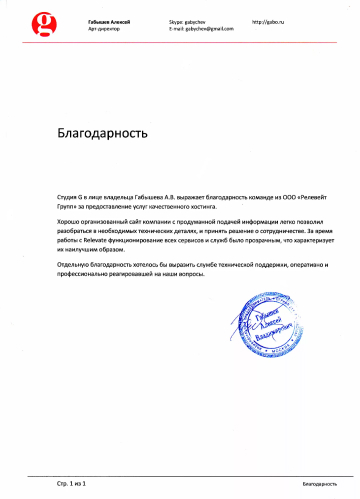 g
Габышев Алексей Skype: gabychev http://gabo.ru
Арт-директор E-mail: gabychev@gmail.com
Благодарность
Студия G в лице владельца Габышева А.В. выражает благодарность команде из ООО «Релевейт
Групп» за предоставление услуг качественного хостинга.
Хорошо организованный сайт компании с продуманной подачей информации легко позволил
разобраться в необходимых технических деталях, и принять решение о сотрудничестве. За время
работы с Relevate функционирование всех сервисов и служб было прозрачным, что характеризует
их наилучшим образом.
Отдельную благодарность хотелось бы выразить службе технической поддержки, оперативно и
профессионально реагировавшей на наши вопросы.
Габышев
Алексей
Владимирович
МОСКВА
Стр. 1 из 1 Благодарность